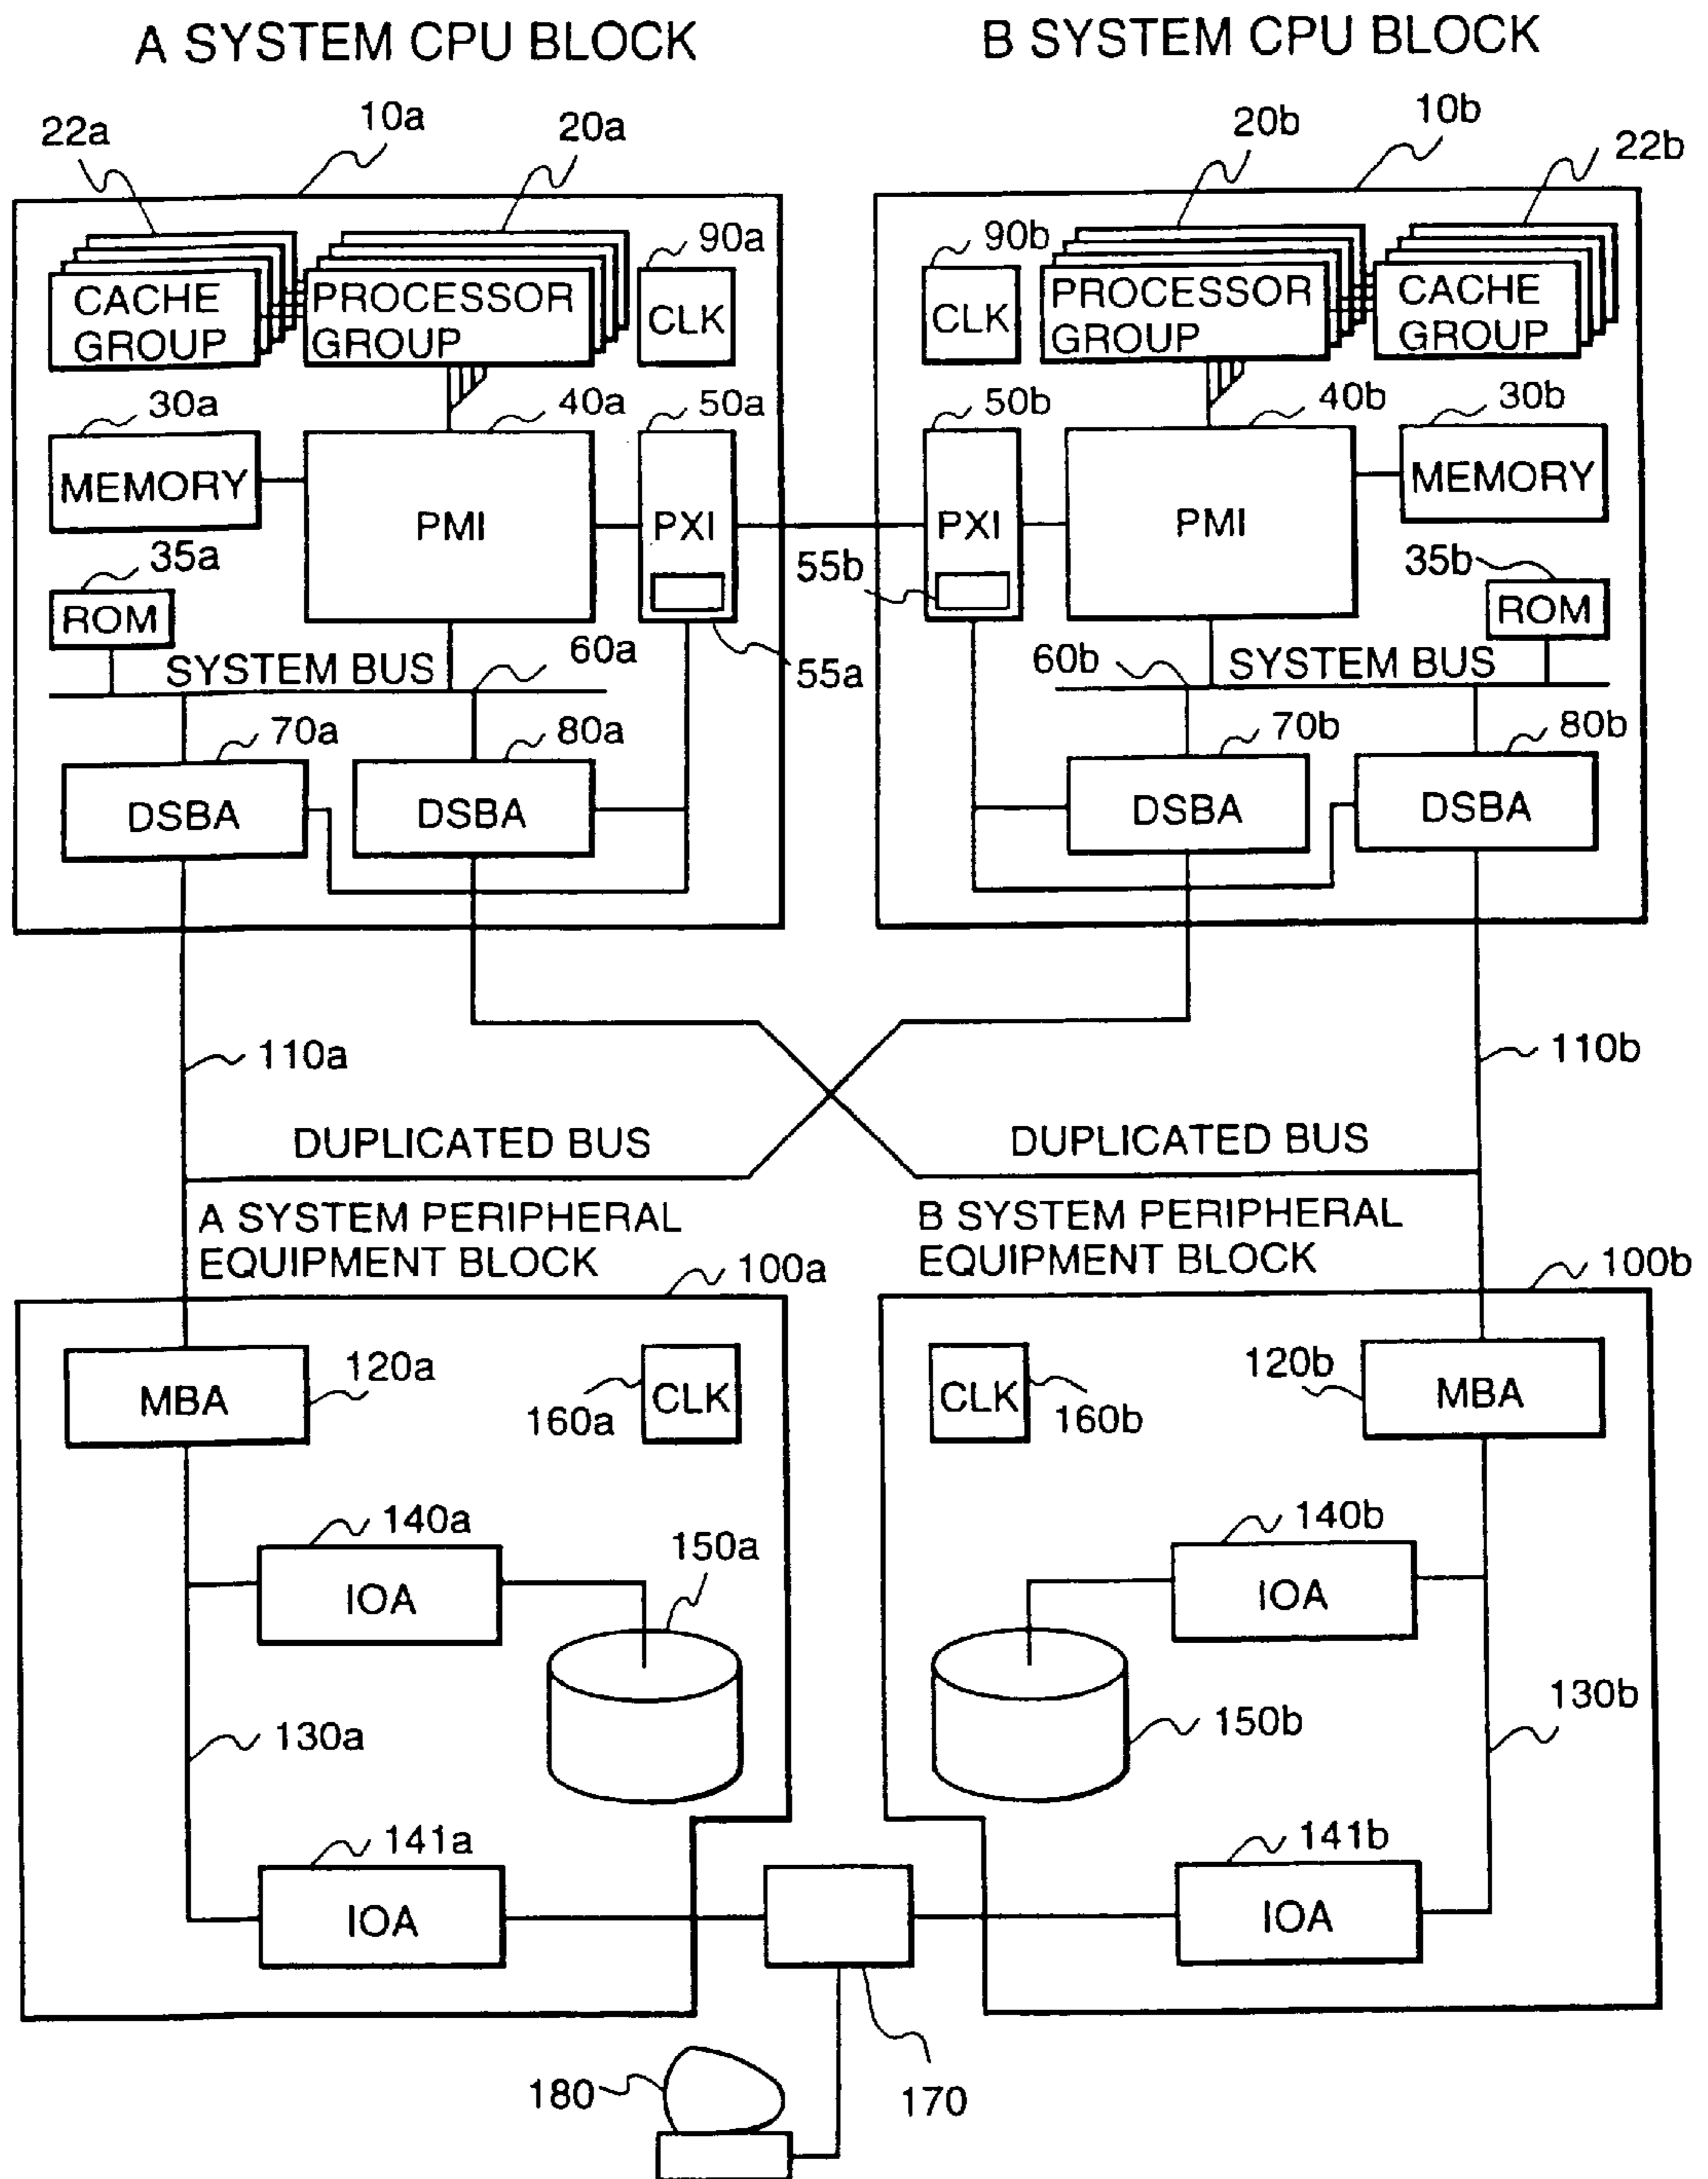 A SYSTEM CPU BLOCK
B SYSTEM CPU BLOCK
22a
10a
20a
20b
10b
22b
CACHE
GROUP
PROCESSOR
GROUP
90a
CLK
90b
CLK
PROCESSOR
GROUP
CACHE
GROUP
30a
MEMORY
40a
PMI
50a
PXI
50b
PXI
40b
PMI
30b
MEMORY
35a
ROM
55b
55a
35b
ROM
SYSTEM BUS
60a
60b
SYSTEM BUS
70a
DSBA
80a
DSBA
70b
DSBA
80b
DSBA
110a
110b
DUPLICATED BUS
DUPLICATED BUS
A SYSTEM PERIPHERAL
EQUIPMENT BLOCK
100a
B SYSTEM PERIPHERAL
EQUIPMENT BLOCK
100b
MBA
120a
160a
CLK
CLK
160b
120b
MBA
140a
IOA
150a
140b
IOA
130a
150b
130b
141a
IOA
141b
IOA
180
170